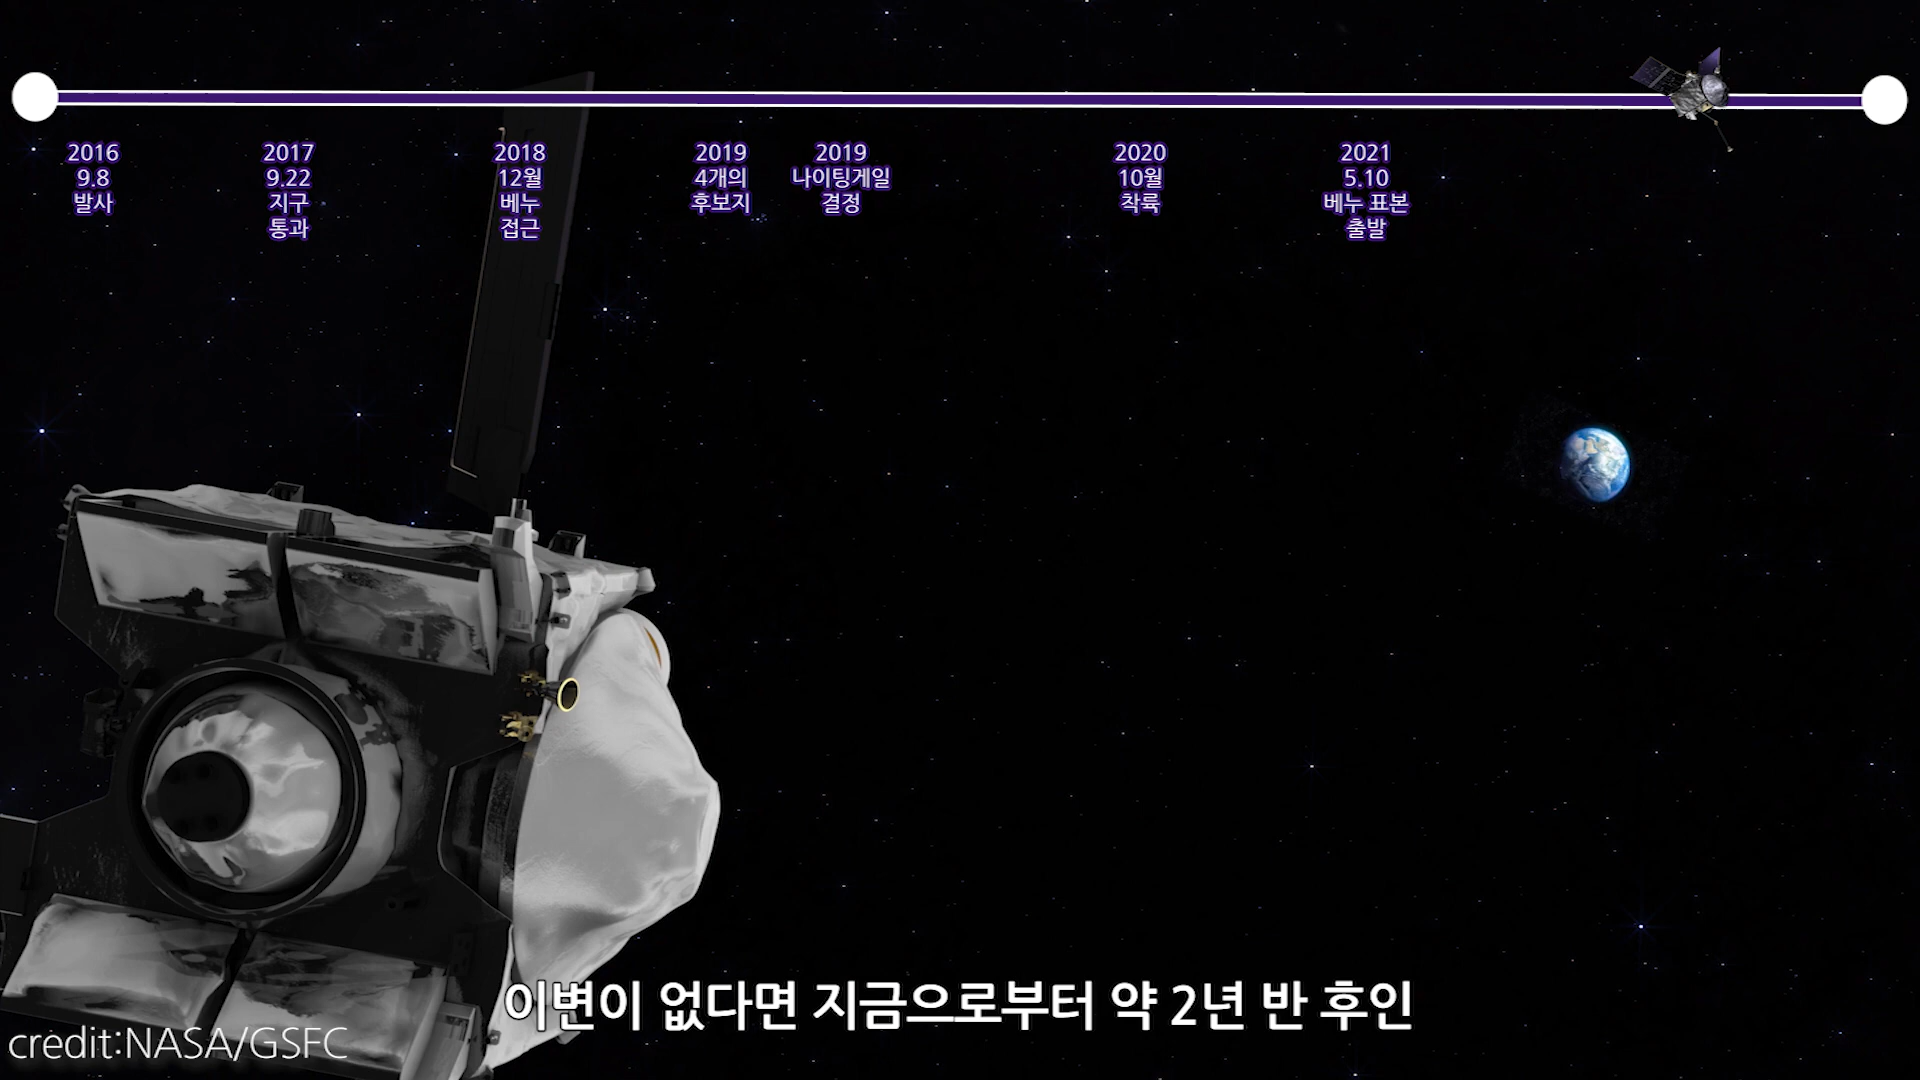 2016
9.8
발사
2017
9.22
지구
통과
2018
12월
베누
접근
2019
4개의
후보지
2019
나이팅게일
결정
2020
10월
착륙
2021
5.10
베누 표본
출발
이변이 없다면 지금으로부터 약 2년 반 후인
credit:NASA/GSFC